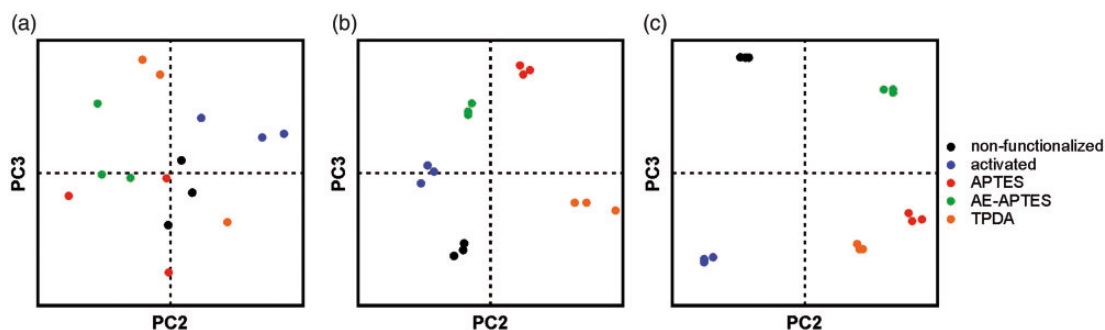 (a)
(b)
(c)
PC3
PC3
PC3
PC2
PC2
PC2
non-functionalized
activated
APTES
AE-APTES
TPDA